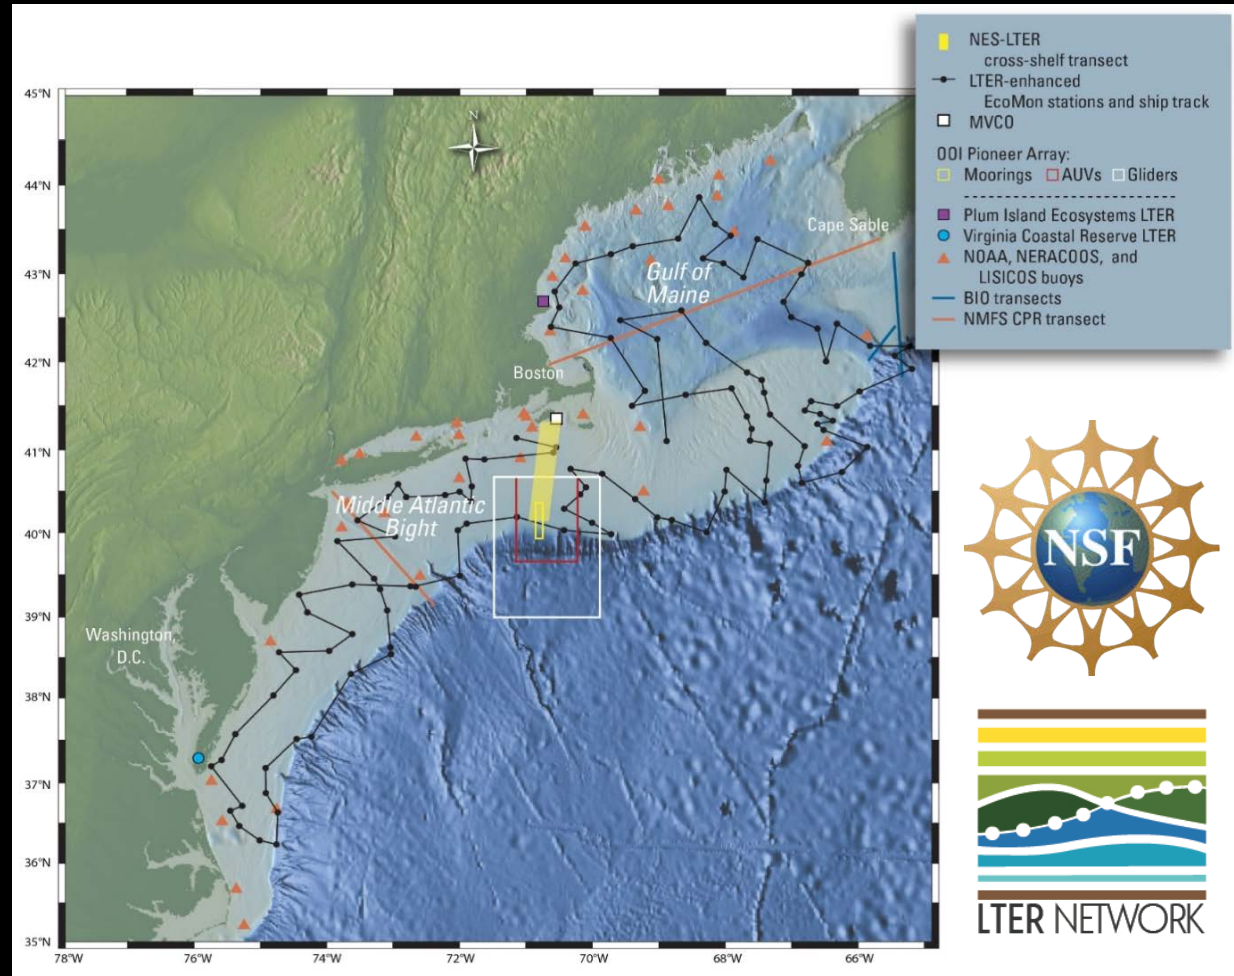 NES-LTER
cross-shelf transect
LTER-enhanced
EcoMon stations and ship track
MVCO
OOI Pioneer Array:
Moorings AUVs Gliders
Plum Island Ecosystems LTER
Virginia Coastal Reserve LTER
NOAA, NERACOOS, and
LISICOS buoys
BIO transects
NMFS CPR transect
45°N
44°N
43°N
42°N
41°N
40°N
39°N
38°N
37°N
36°N
35°N
78°W
76°W
74°W
72°W
70°W
68°W
66°W
N
Cape Sable
Gulf of
Maine
Boston
Middle Atlantic
Bight
Washington,
D.C.
NSF
LTER NETWORK